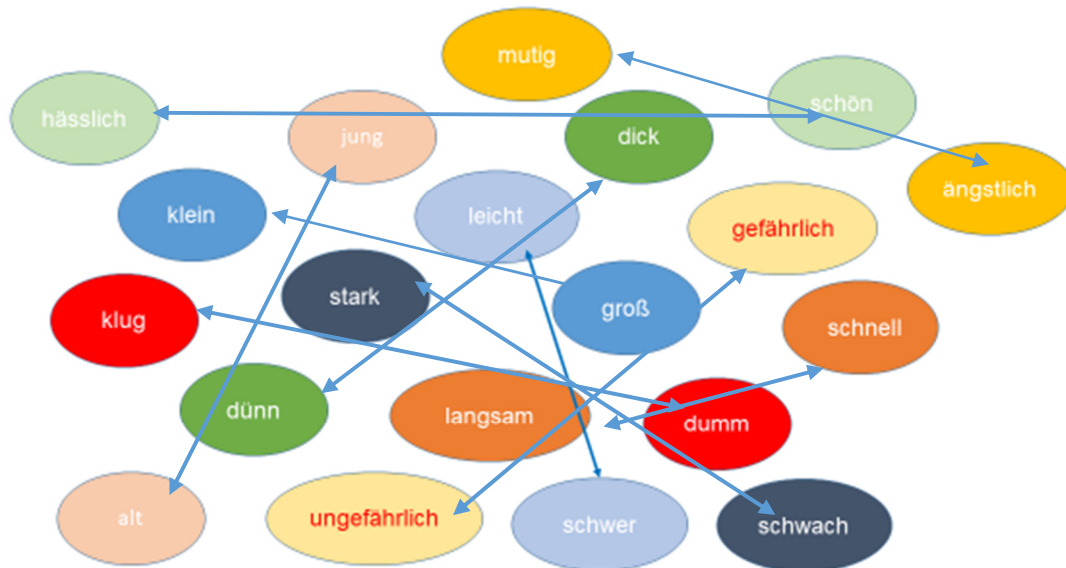 mutig
hässlich
jung
dick
schön
ängstlich
klein
leicht
gefährlich
stark
groß
klug
schnell
dünn
langsam
dumm
alt
ungefährlich
schwer
schwach